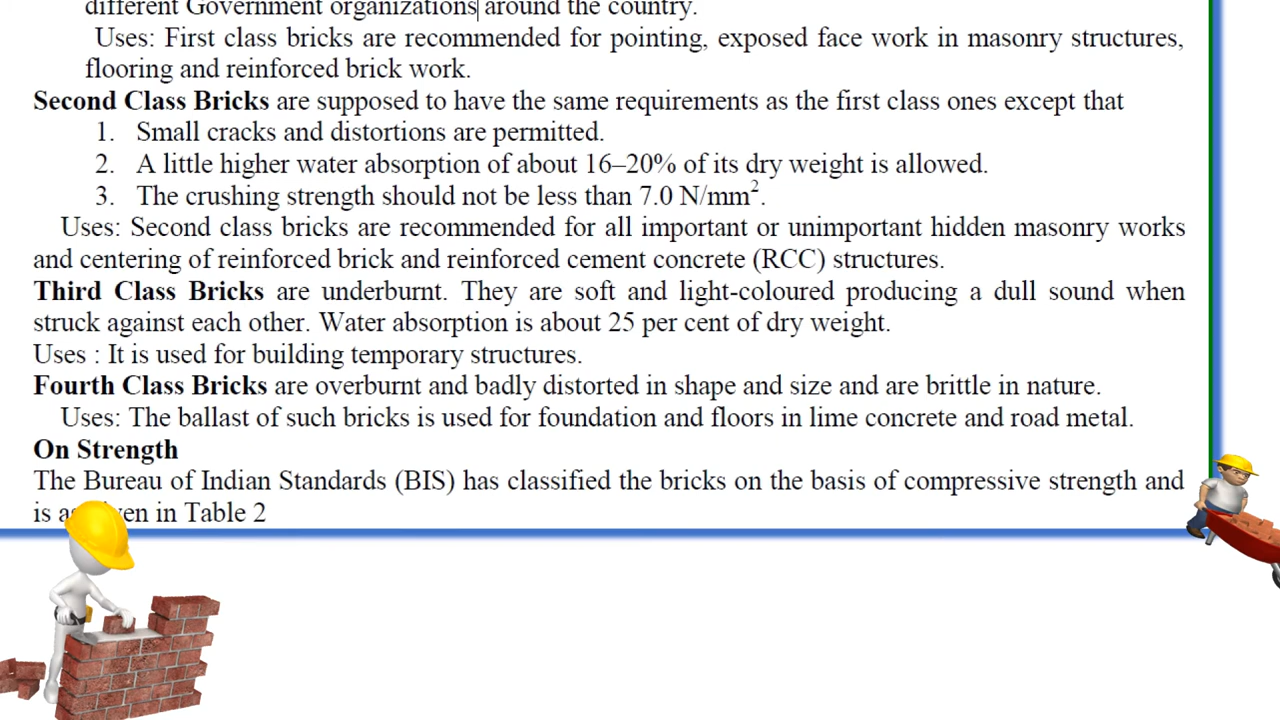 different Government organizations around the country.
Uses: First class bricks are recommended for pointing, exposed face work in masonry structures,
flooring and reinforced brick work.
Second Class Bricks are supposed to have the same requirements as the first class ones except that
1. Small cracks and distortions are permitted.
2. A little higher water absorption of about 16–20% of its dry weight is allowed.
3. The crushing strength should not be less than 7.0 N/mm².
Uses: Second class bricks are recommended for all important or unimportant hidden masonry works
and centering of reinforced brick and reinforced cement concrete (RCC) structures.
Third Class Bricks are underburnt. They are soft and light-coloured producing a dull sound when
struck against each other. Water absorption is about 25 per cent of dry weight.
Uses : It is used for building temporary structures.
Fourth Class Bricks are overburnt and badly distorted in shape and size and are brittle in nature.
Uses: The ballast of such bricks is used for foundation and floors in lime concrete and road metal.
On Strength
The Bureau of Indian Standards (BIS) has classified the bricks on the basis of compressive strength and
is in Table 2